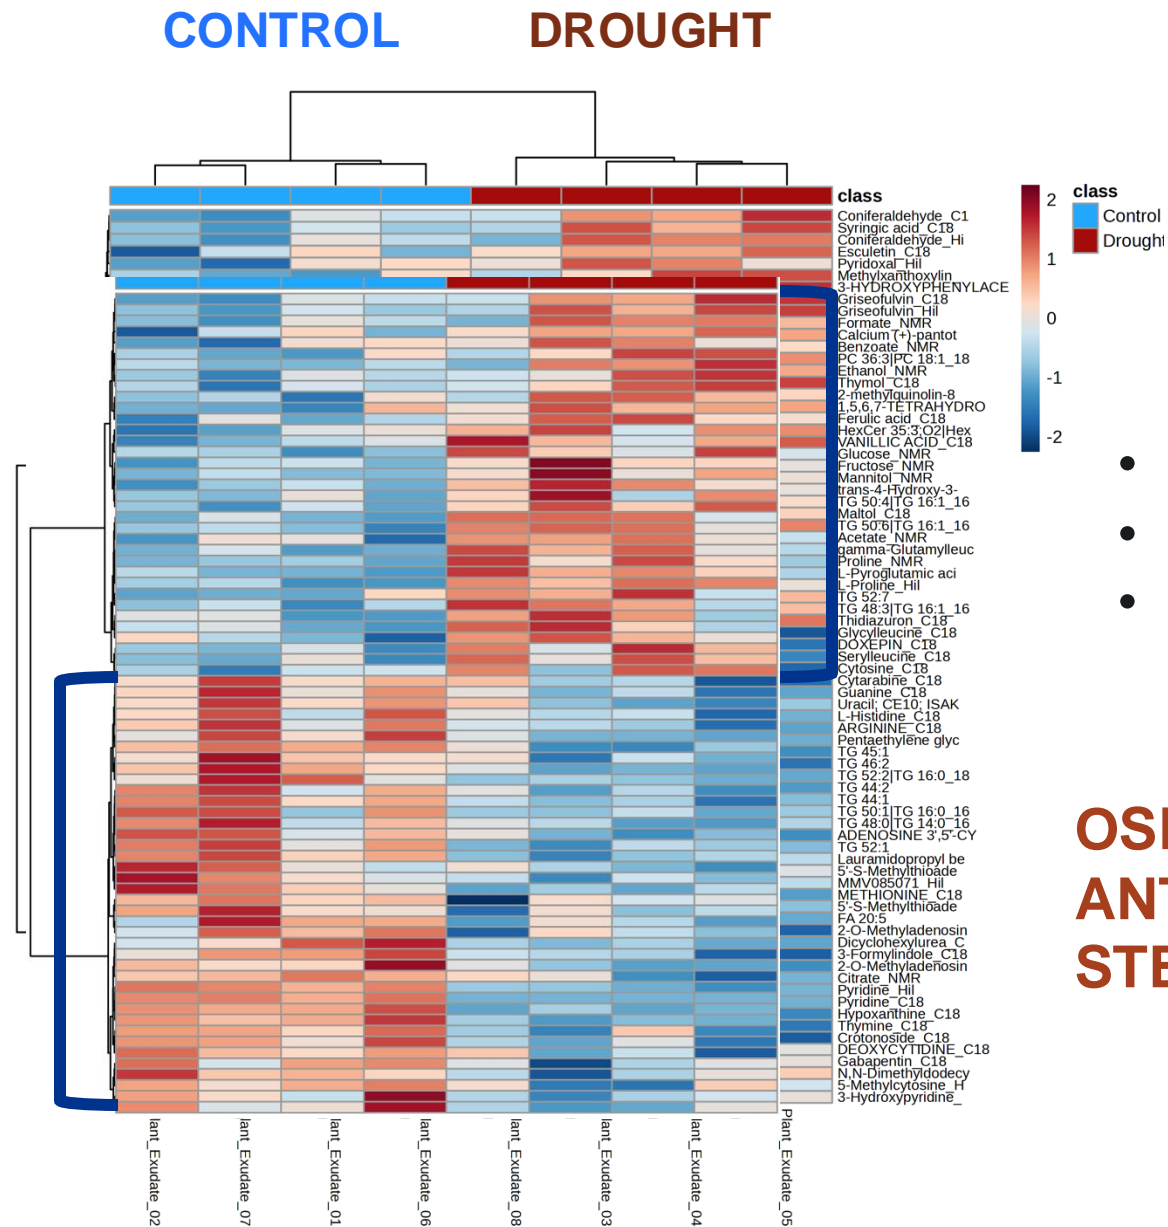 CONTROL DROUGHT
class
Coniferaldehyde_C1
Syringic acid_C18
Coniferaldehyde_Hi
Esculetin_C18
Pyridoxal_Hil
Methylxanthoxylin
3-HYDROXYPHENYLACE
Griseofulvin_C18
Griseofulvin_Hil
Formate_NMR
Calcium (+)-pantot
Benzoate_NMR
PC 36:3|PC 18:1_18
Ethanol_NMR
Thymol_C18
2-methylquinolin-8
1,5,6,7-TETRAHYDRO
Ferulic acid_C18
HexCer 35:3;O2|Hex
VANILLIC ACID_C18
Glucose_NMR
Fructose_NMR
Mannitol_NMR
trans-4-Hydroxy-3-
TG 50:4|TG 16:1_16
Maltol_C18
TG 50:6|TG 16:1_16
Acetate_NMR
gamma-Glutamylleuc
Proline_NMR
L-Pyroglutamic aci
L-Proline_Hil
TG 52:7
TG 48:3|TG 16:1_16
Thidiazuron_C18
Glycylleucine_C18
DOXEPIN_C18
Serylleucine_C18
Cytosine_C18
Cytarabine_C18
Guanine_C18
Uracil; CE10; ISAK
L-Histidine_C18
ARGININE_C18
Pentaethylene glyc
TG 45:1
TG 46:2
TG 52:2|TG 16:0_18
TG 44:2
TG 44:1
TG 50:1|TG 16:0_16
TG 48:0|TG 14:0_16
ADENOSINE 3',5'-CY
TG 52:1
Lauramidopropyl be
5'-S-Methylthioade
MMV085071_Hil
METHIONINE_C18
5'-S-Methylthioade
FA 20:5
2-O-Methyladenosin
Dicyclohexylurea_C
3-Formylindole_C18
2-O-Methyladenosin
Citrate_NMR
Pyridine_Hil
Pyridine_C18
Hypoxanthine_C18
Thymine_C18
Crotonoside_C18
DEOXYCYTIDINE_C18
Gabapentin_C18
N,N-Dimethyldodecy
5-Methylcytosine_H
3-Hydroxypyridine_
lant_Exudate_02
lant_Exudate_07
lant_Exudate_01
lant_Exudate_06
lant_Exudate_08
lant_Exudate_03
lant_Exudate_04
Plant_Exudate_05
2
1
0
-1
-2
class
Control
Drought
ANT
STE